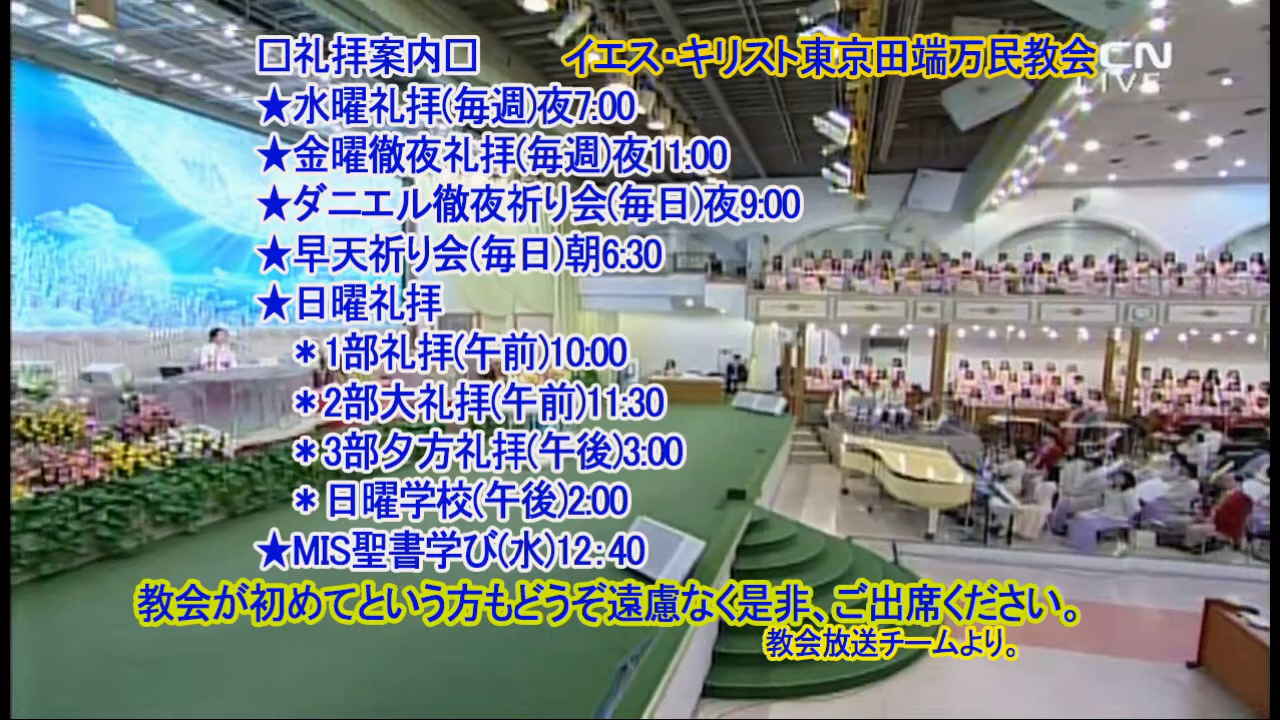 □礼拝案内□ イエス・キリスト東京田端万民教会 CN
LIVE
★水曜礼拝(毎週)夜7:00
★金曜徹夜礼拝(毎週)夜11:00
★ダニエル徹夜祈り会(毎日)夜9:00
★早天祈り会(毎日)朝6:30
★日曜礼拝
＊1部礼拝(午前)10:00
＊2部大礼拝(午前)11:30
＊3部夕方礼拝(午後)3:00
＊日曜学校(午後)2:00
★MIS聖書学び(水)12:40
教会が初めてという方もどうぞ遠慮なく是非、ご出席ください。
教会放送チームより。